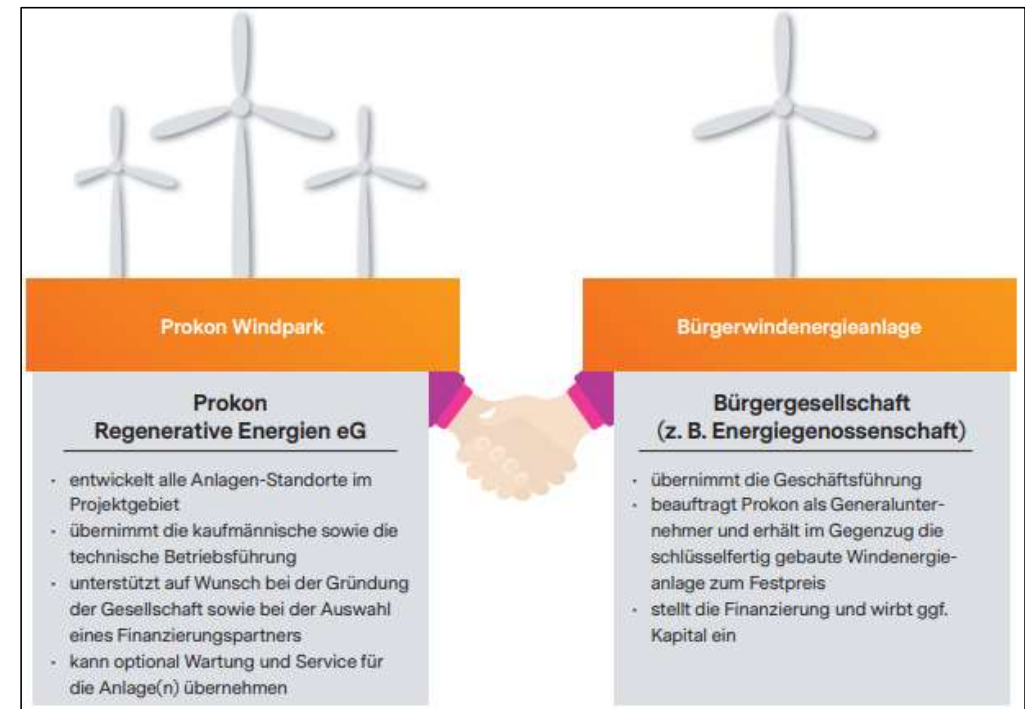 Prokon Windpark
Prokon
Regenerative Energien eG
· entwickelt alle Anlagen-Standorte im
Projektgebiet
· übernimmt die kaufmännische sowie die
technische Betriebsführung
· unterstützt auf Wunsch bei der Gründung
der Gesellschaft sowie bei der Auswahl
eines Finanzierungspartners
· kann optional Wartung und Service für
die Anlage(n) übernehmen
Bürgerwindenergieanlage
Bürgergesellschaft
(z. B. Energiegenossenschaft)
· übernimmt die Geschäftsführung
· beauftragt Prokon als Generalunter-
nehmer und erhält im Gegenzug die
schlüsselfertig gebaute Windenergie-
anlage zum Festpreis
· stellt die Finanzierung und wirbt ggf.
Kapital ein